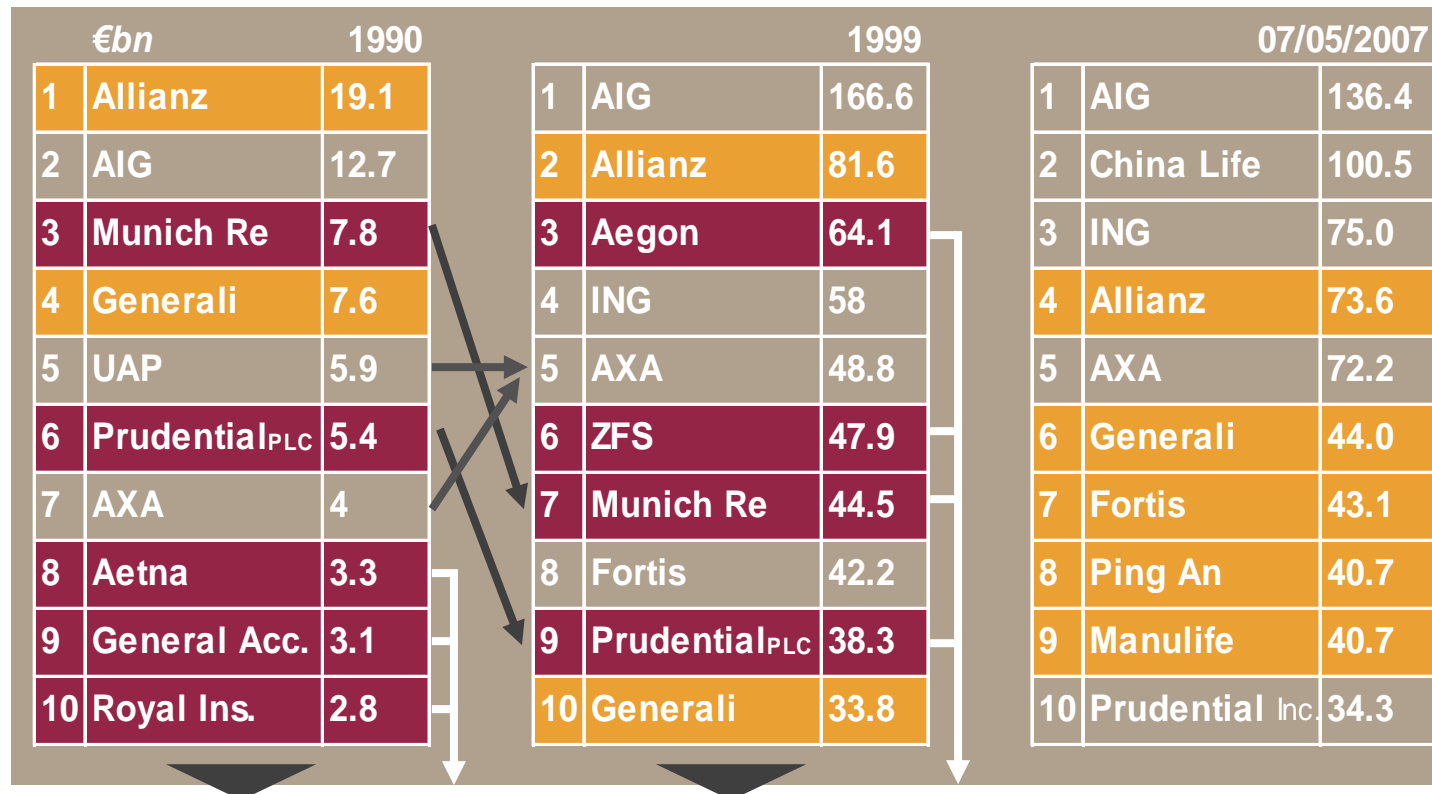 €bn 1990
1 Allianz 19.1
2 AIG 12.7
3 Munich Re 7.8
4 Generali 7.6
5 UAP 5.9
6 PrudentialPLC 5.4
7 AXA 4
8 Aetna 3.3
9 General Acc. 3.1
10 Royal Ins. 2.8
1999
1 AIG 166.6
2 Allianz 81.6
3 Aegon 64.1
4 ING 58
5 AXA 48.8
6 ZFS 47.9
7 Munich Re 44.5
8 Fortis 42.2
9 PrudentialPLC 38.3
10 Generali 33.8
07/05/2007
1 AIG 136.4
2 China Life 100.5
3 ING 75.0
4 Allianz 73.6
5 AXA 72.2
6 Generali 44.0
7 Fortis 43.1
8 Ping An 40.7
9 Manulife 40.7
10 Prudential Inc. 34.3